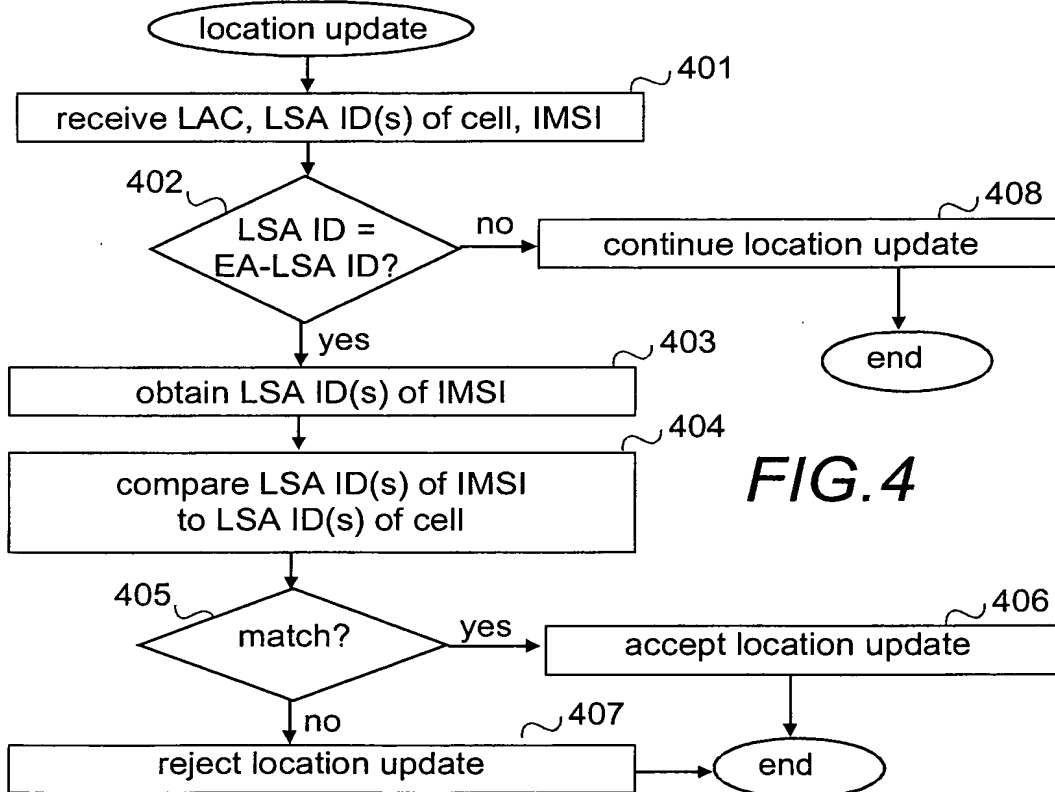 location update
401
receive LAC, LSA ID(s) of cell, IMSI
402
LSA ID =
EA-LSA ID?
no
408
continue location update
yes
end
403
obtain LSA ID(s) of IMSI
404
compare LSA ID(s) of IMSI
to LSA ID(s) of cell
FIG.4
405
match?
yes
406
accept location update
no
407
reject location update
end